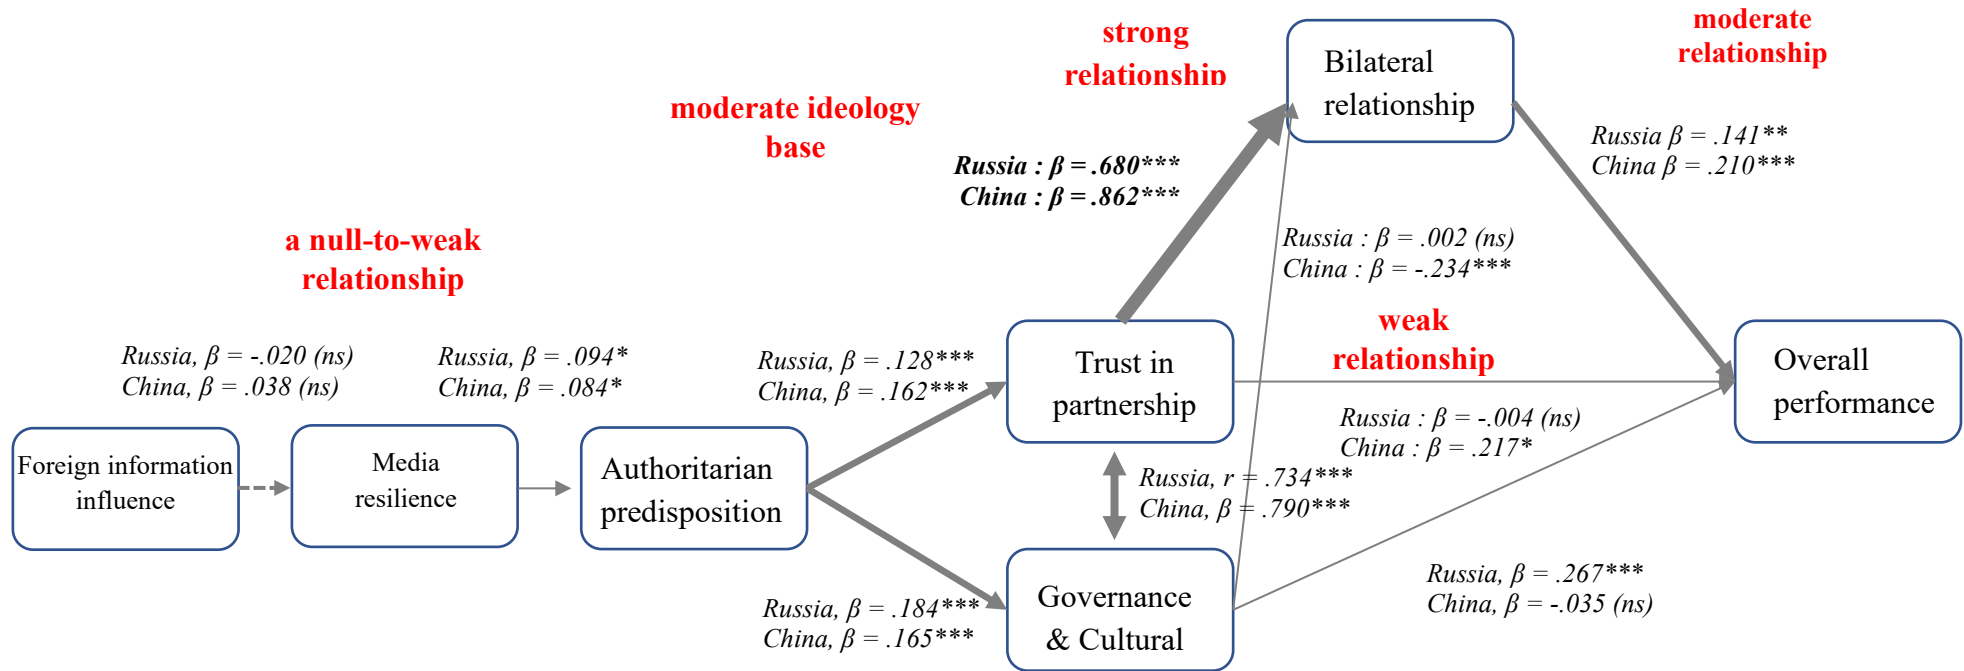 strong
relationship
moderate
relationship
Bilateral
relationship
moderate ideology
base
Russia : β = .680***
China : β = .862***
Russia β = .141**
China β = .210***
a null-to-weak
relationship
Russia : β = .002 (ns)
China : β = -.234***
weak
relationship
Russia, β = -.020 (ns)
China, β = .038 (ns)
Russia, β = .094*
China, β = .084*
Russia, β = .128***
China, β = .162***
Trust in
partnership
Overall
performance
Russia : β = -.004 (ns)
China : β = .217*
Foreign information
influence
Media
resilience
Authoritarian
predisposition
Russia, r = .734***
China, β = .790***
Russia, β = .267***
China, β = -.035 (ns)
Russia, β = .184***
China, β = .165***
Governance
& Cultural